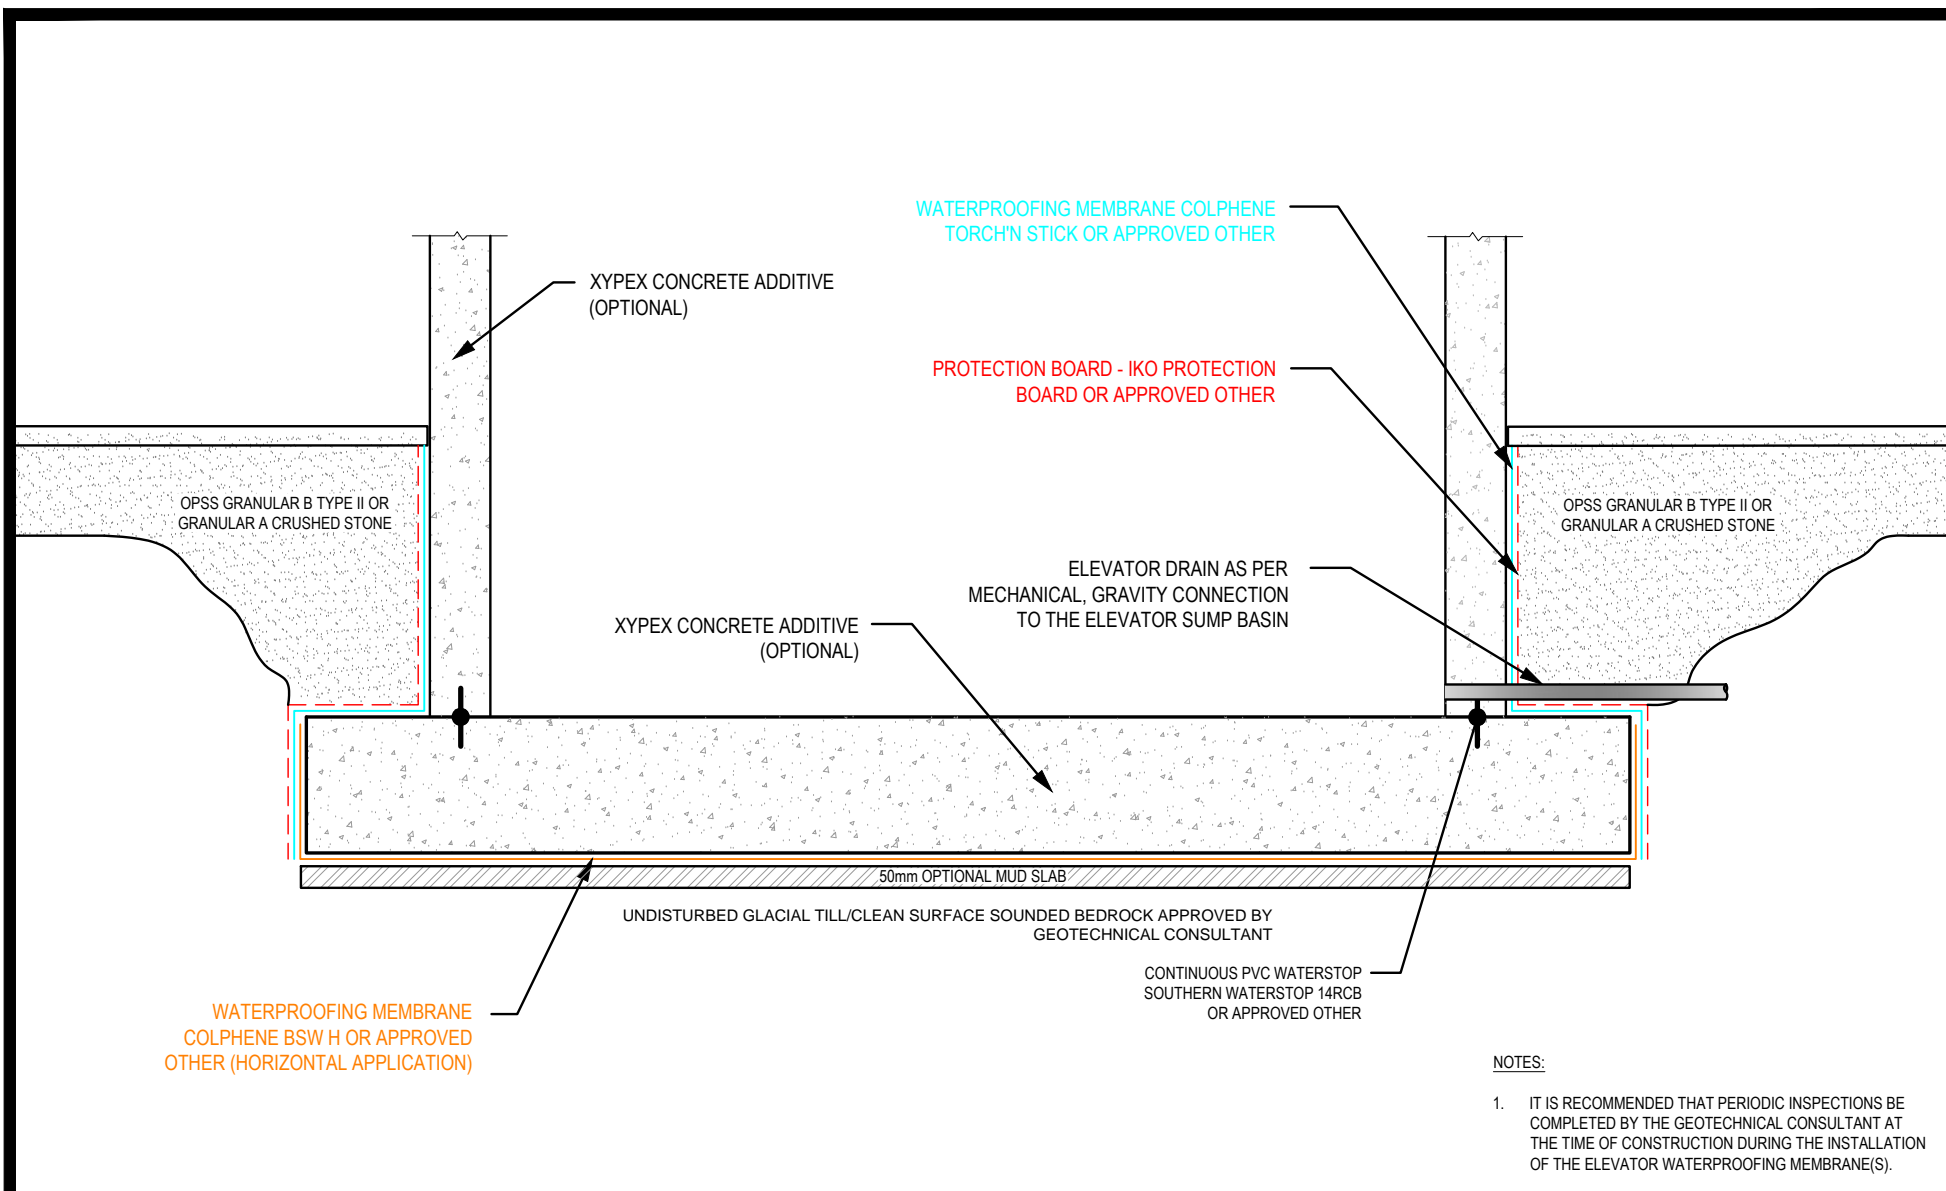 WATERPROOFING MEMBRANE COLPHENE
TORCH'N STICK OR APPROVED OTHER
XYPEX CONCRETE ADDITIVE
(OPTIONAL)
PROTECTION BOARD - IKO PROTECTION
BOARD OR APPROVED OTHER
OPSS GRANULAR B TYPE II OR
GRANULAR A CRUSHED STONE
OPSS GRANULAR B TYPE II OR
GRANULAR A CRUSHED STONE
ELEVATOR DRAIN AS PER
MECHANICAL, GRAVITY CONNECTION
TO THE ELEVATOR SUMP BASIN
XYPEX CONCRETE ADDITIVE
(OPTIONAL)
50mm OPTIONAL MUD SLAB
UNDISTURBED GLACIAL TILL/CLEAN SURFACE SOUNDED BEDROCK APPROVED BY
GEOTECHNICAL CONSULTANT
CONTINUOUS PVC WATERSTOP
SOUTHERN WATERSTOP 14RCB
OR APPROVED OTHER
WATERPROOFING MEMBRANE
COLPHENE BSW H OR APPROVED
OTHER (HORIZONTAL APPLICATION)
NOTES:
1. IT IS RECOMMENDED THAT PERIODIC INSPECTIONS BE
COMPLETED BY THE GEOTECHNICAL CONSULTANT AT
THE TIME OF CONSTRUCTION DURING THE INSTALLATION
OF THE ELEVATOR WATERPROOFING MEMBRANE(S).